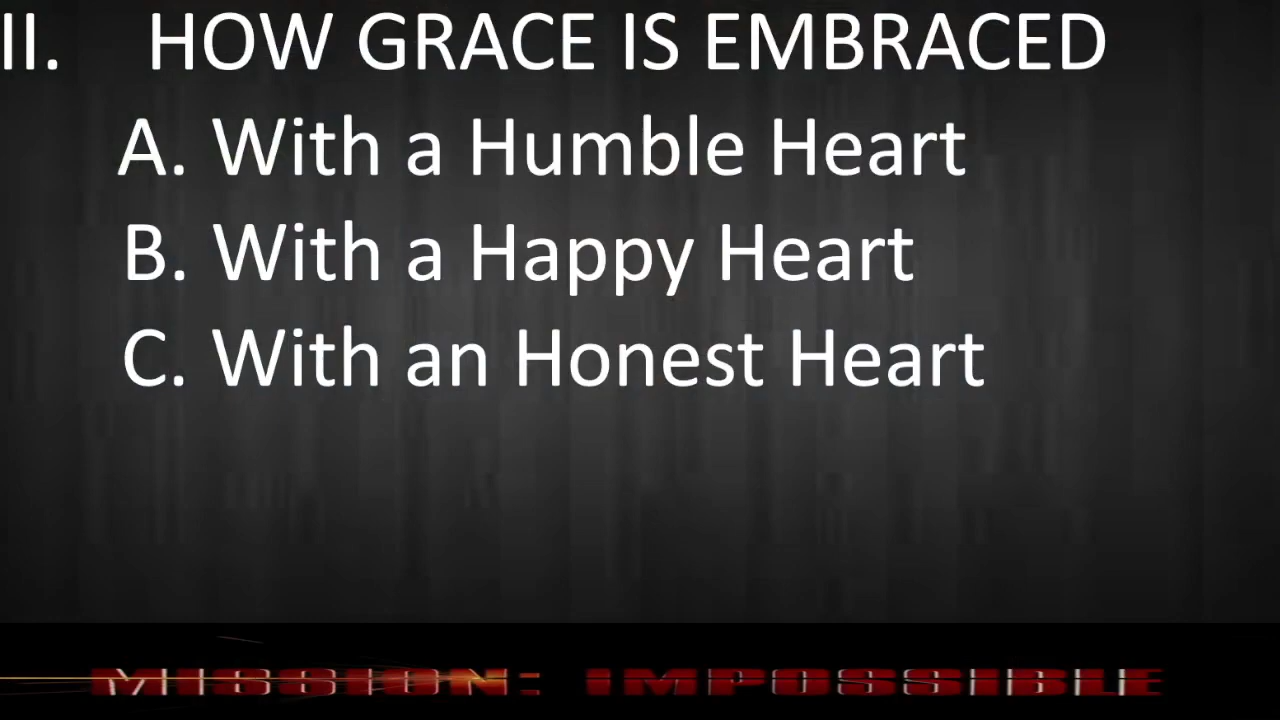 II. HOW GRACE IS EMBRACED
A. With a Humble Heart
B. With a Happy Heart
C. With an Honest Heart
MISSION: IMPOSSIBLE